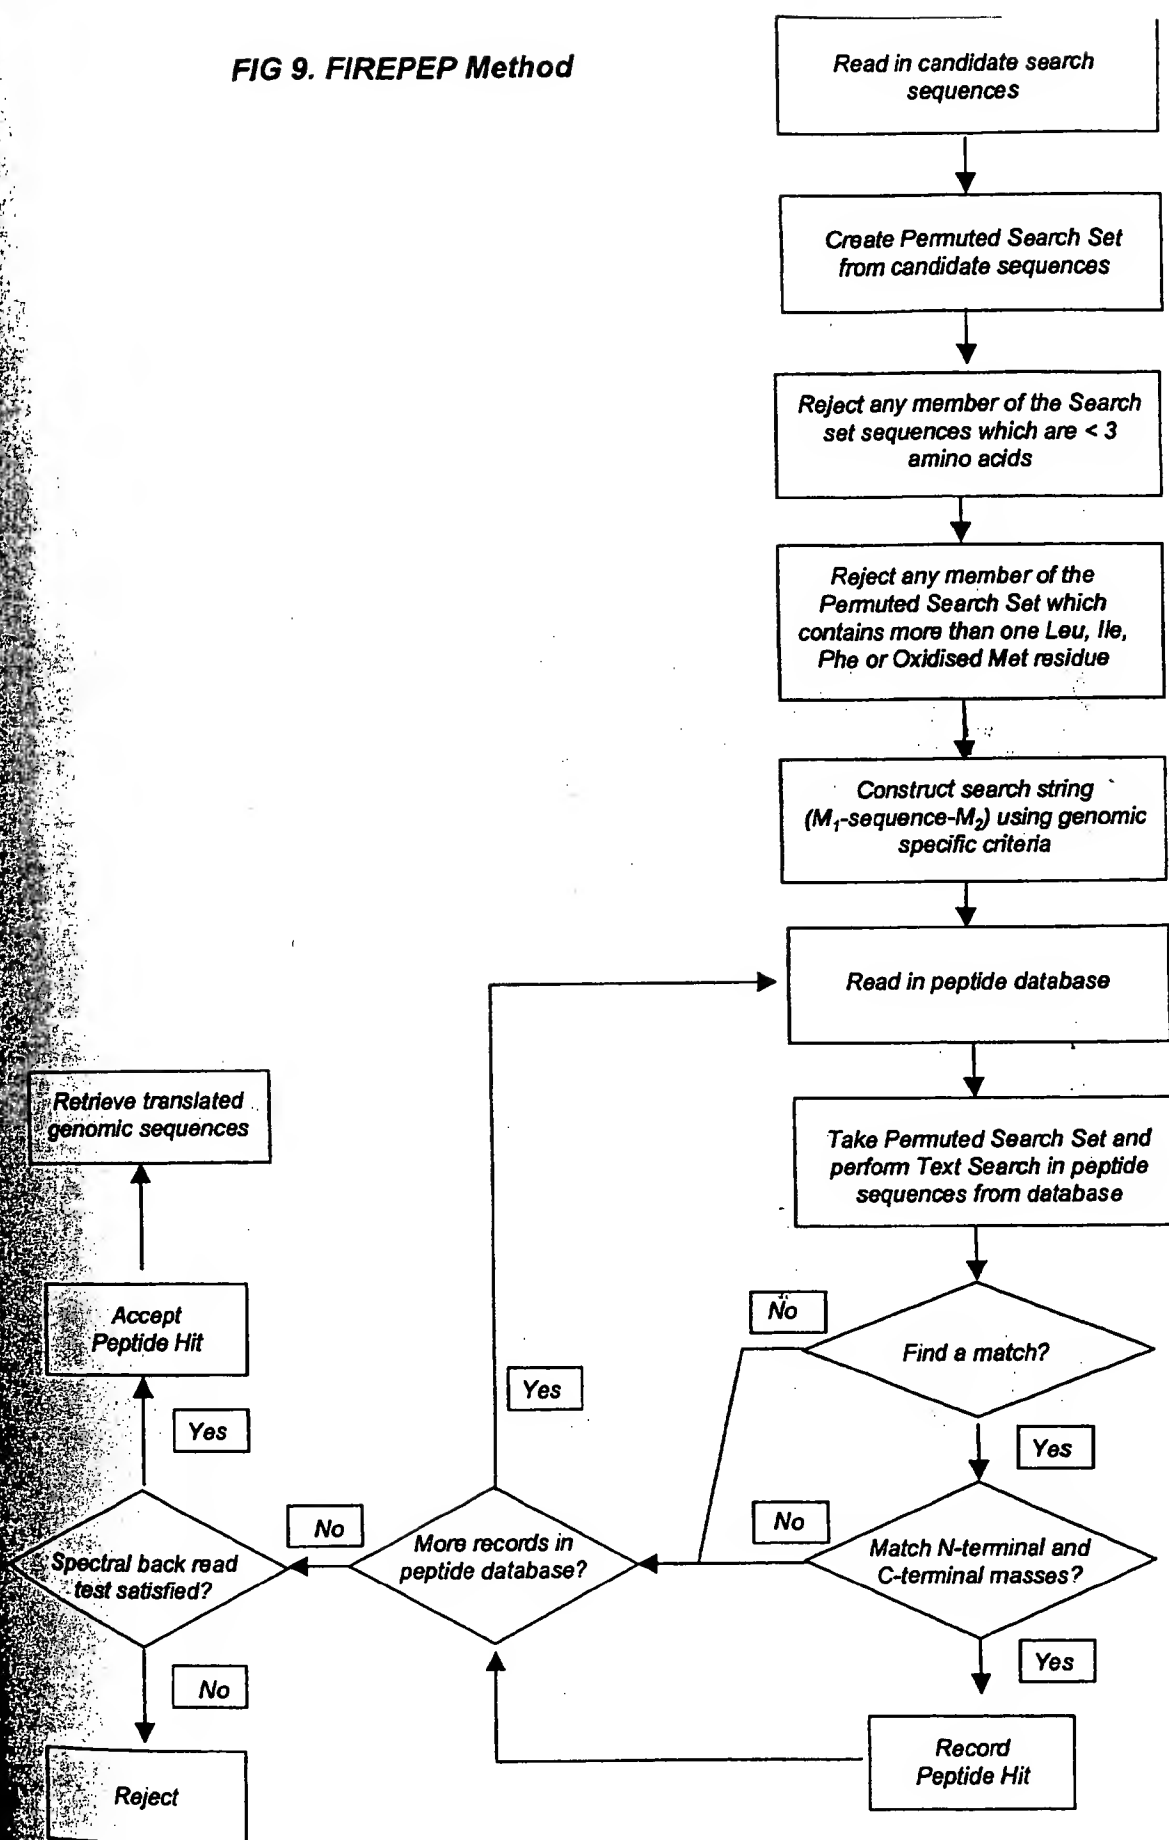 FIG 9. FIREPEP Method
Read in candidate search
sequences
Create Permuted Search Set
from candidate sequences
Reject any member of the Search
set sequences which are < 3
amino acids
Reject any member of the
Permuted Search Set which
contains more than one Leu, Ile,
Phe or Oxidised Met residue
Construct search string
(M₁-sequence-M₂) using genomic
specific criteria
Read in peptide database
Take Permuted Search Set and
perform Text Search in peptide
sequences from database
No
Find a match?
Yes
No
Match N-terminal and
C-terminal masses?
Yes
Record
Peptide Hit
Yes
More records in
peptide database?
No
Spectral back read
test satisfied?
Yes
Accept
Peptide Hit
Retrieve translated
genomic sequences
No
Reject